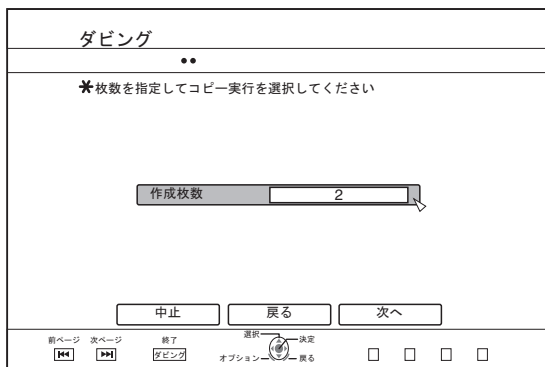 ダビング
●●
✱枚数を指定してコピー実行を選択してください
作成枚数 2
中止 戻る 次へ
前ページ 次ページ 終了 選択 決定
ダビング オプション 戻る